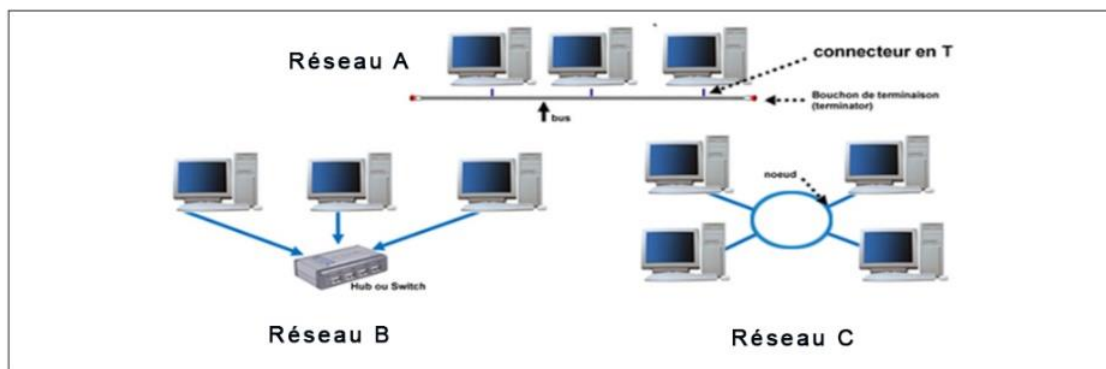 Réseau A
connecteur en T
Bouchon de terminaison
(terminator)
bus
noeud
Hub ou Switch
Réseau B
Réseau C